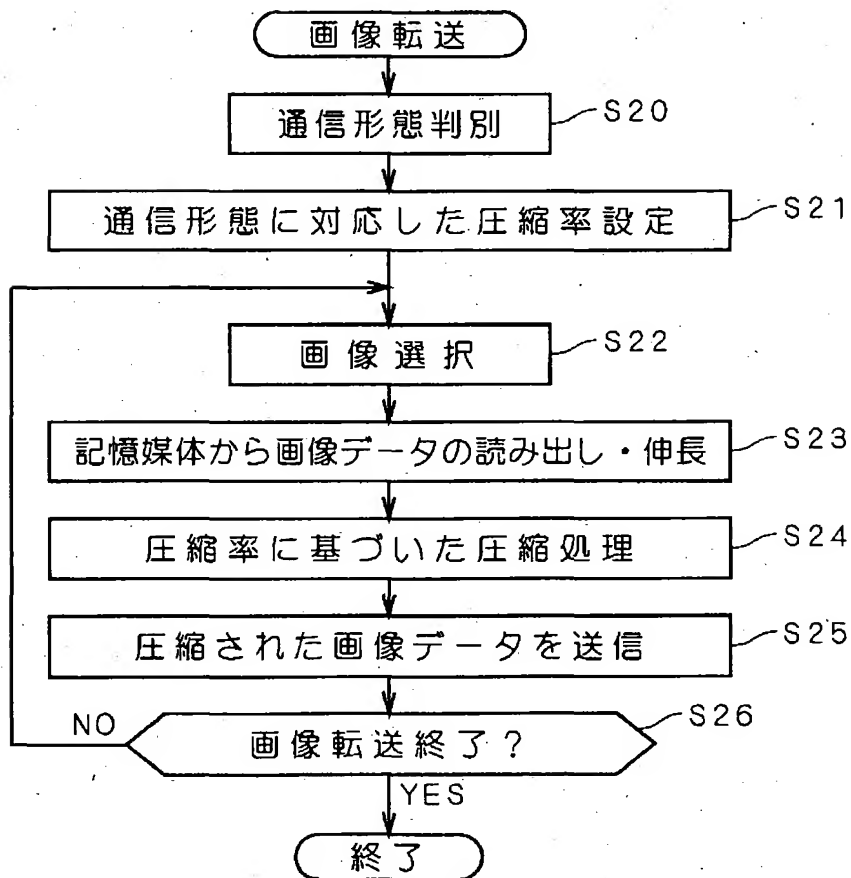 画像転送
通信形態判別
S20
通信形態に対応した圧縮率設定
S21
画像選択
S22
記憶媒体から画像データの読み出し・伸長
S23
圧縮率に基づいた圧縮処理
S24
圧縮された画像データを送信
S25
画像転送終了?
S26
NO
YES
終了